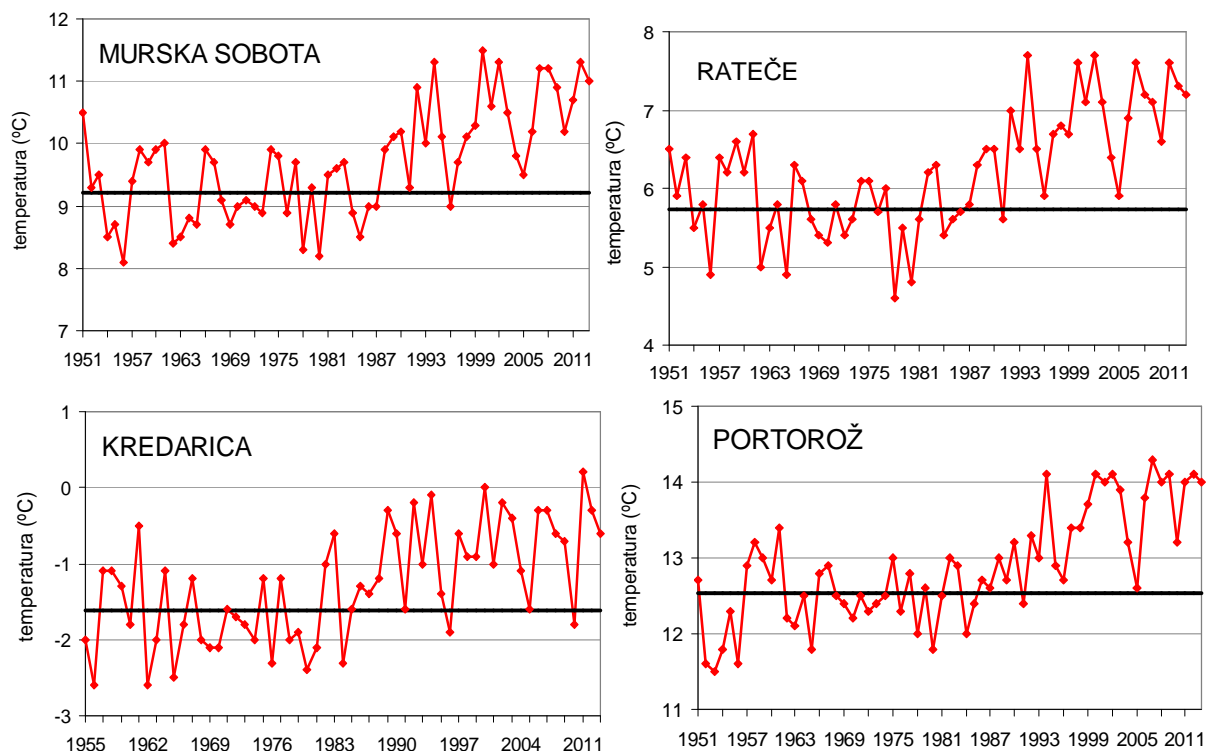 MURSKA SOBOTA
temperatura (ºC)
12
11
10
9
8
7
1951 1957 1963 1969 1975 1981 1987 1993 1999 2005 2011
RATEČE
temperatura (ºC)
8
7
6
5
4
1951 1957 1963 1969 1975 1981 1987 1993 1999 2005 2011
KREDARICA
temperatura (ºC)
1
0
-1
-2
-3
1955 1962 1969 1976 1983 1990 1997 2004 2011
PORTOROŽ
temperatura (ºC)
15
14
13
12
11
1951 1957 1963 1969 1975 1981 1987 1993 1999 2005 2011